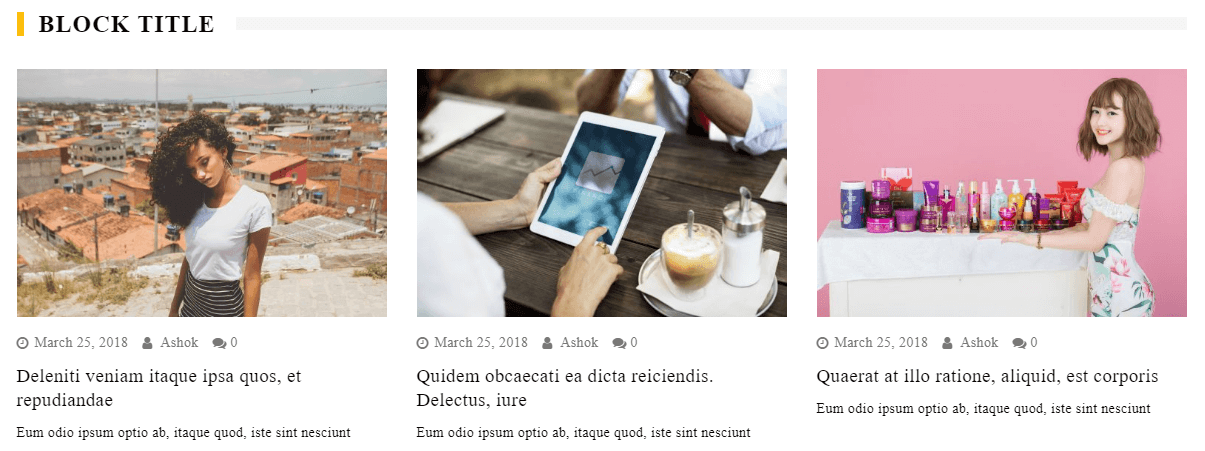 BLOCK TITLE
March 25, 2018 Ashok 0
Deleniti veniam itaque ipsa quos, et
repudiandae
Eum odio ipsum optio ab, itaque quod, iste sint nesciunt
March 25, 2018 Ashok 0
Quidem obcaecati ea dicta reiciendis.
Delectus, iure
Eum odio ipsum optio ab, itaque quod, iste sint nesciunt
March 25, 2018 Ashok 0
Quaerat at illo ratione, aliquid, est corporis
Eum odio ipsum optio ab, itaque quod, iste sint nesciunt